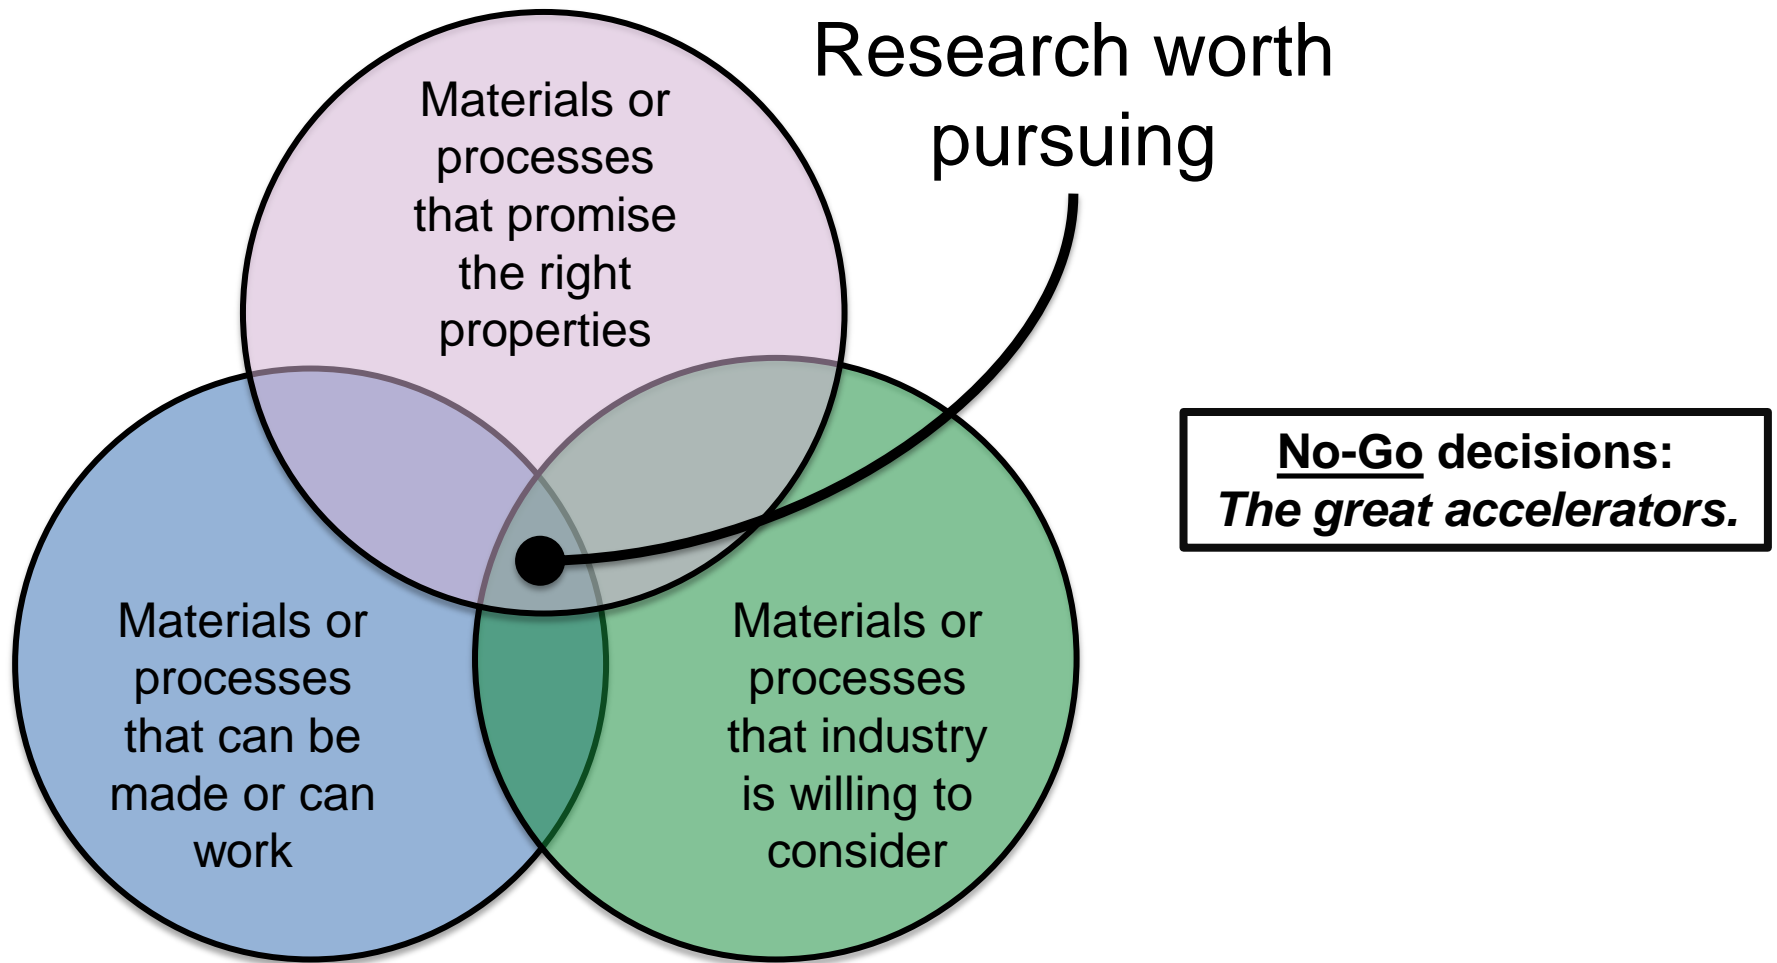 Research worth
pursuing
Materials or
processes
that promise
the right
properties
No-Go decisions:
The great accelerators.
Materials or
processes
that can be
made or can
work
Materials or
processes
that industry
is willing to
consider